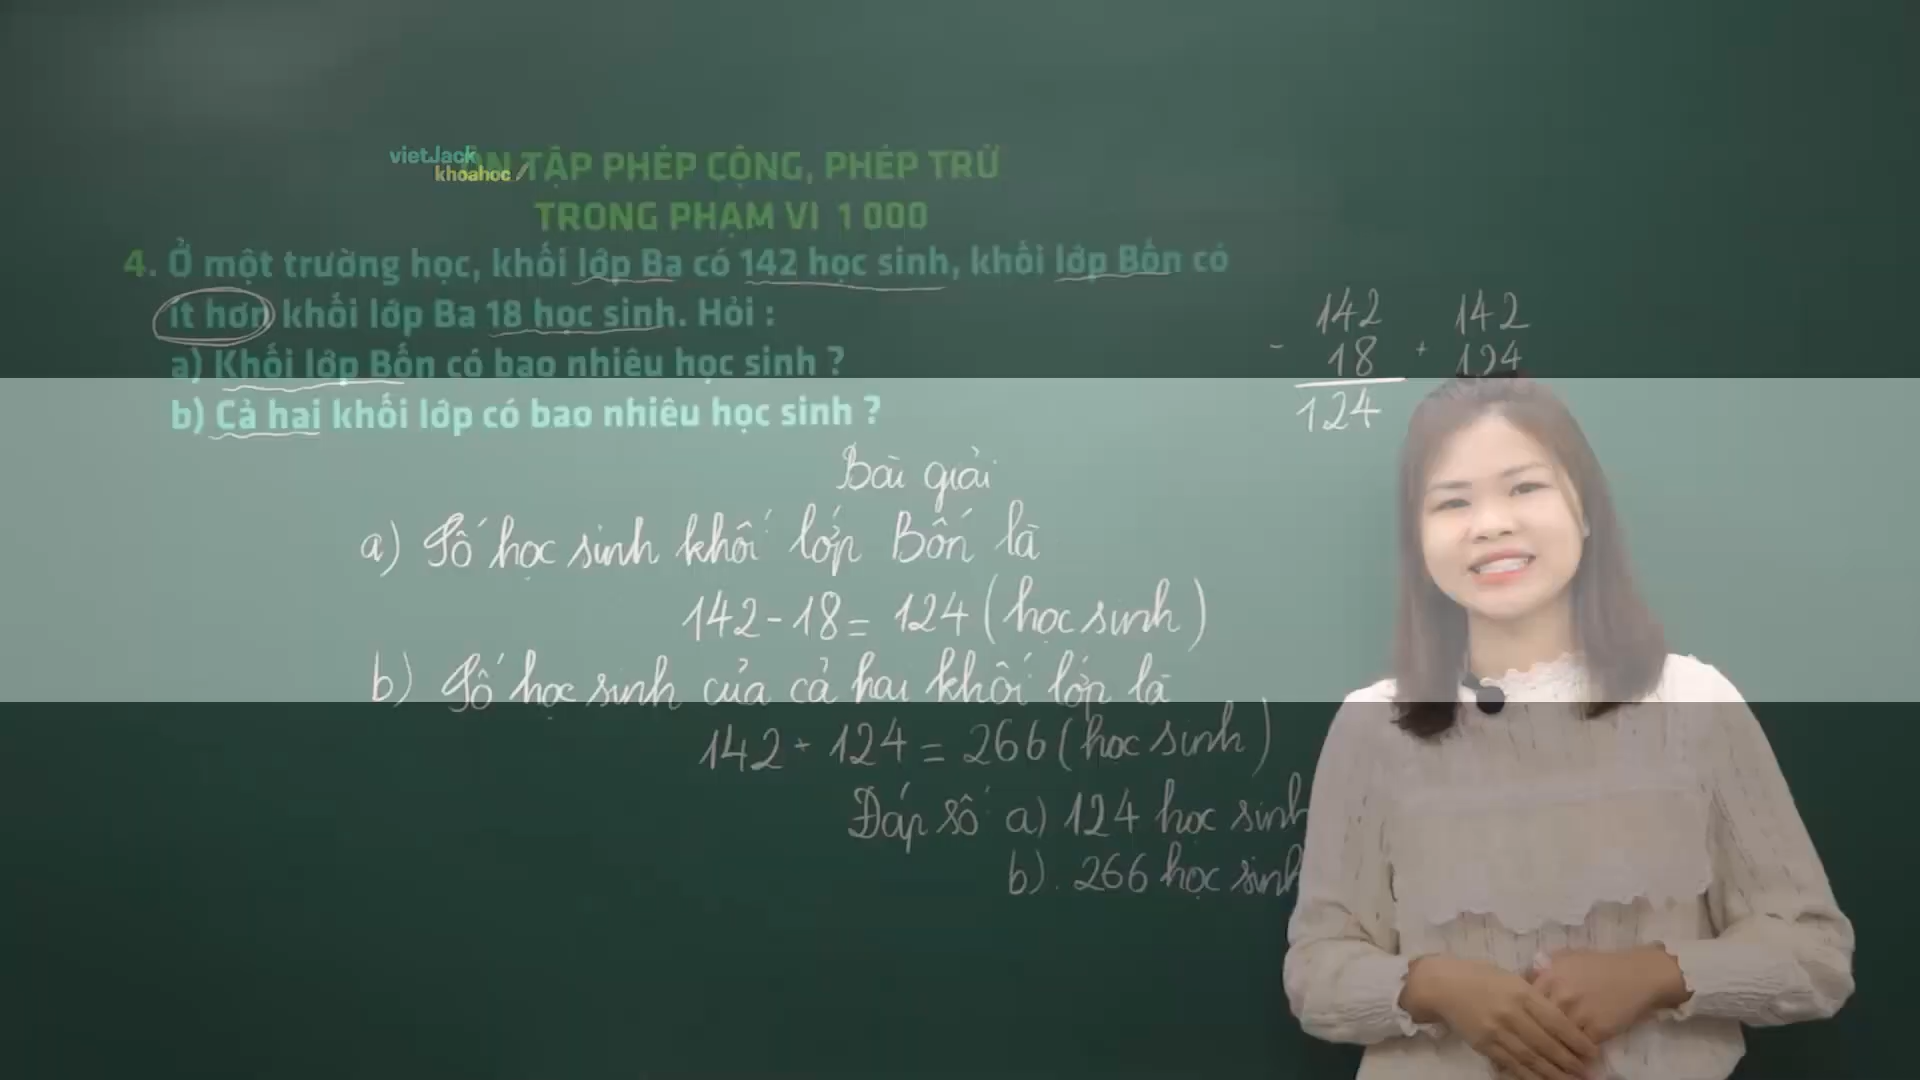 vietJack
khoahoc
ÔN TẬP PHÉP CỘNG, PHÉP TRỪ
TRONG PHẠM VI 1 000
4. Ở một trường học, khối lớp Ba có 142 học sinh, khối lớp Bốn có
ít hơn khối lớp Ba 18 học sinh. Hỏi :
a) Khối lớp Bốn có bao nhiêu học sinh ?
b) Cả hai khối lớp có bao nhiêu học sinh ?
142
- 18
124
142
+ 124
Bài giải
a) Số học sinh khối lớp Bốn là
142 - 18 = 124 (học sinh)
b) Số học sinh của cả hai khối lớp là
142 + 124 = 266 (học sinh)
Đáp số a) 124 học sinh
b). 266 học sinh